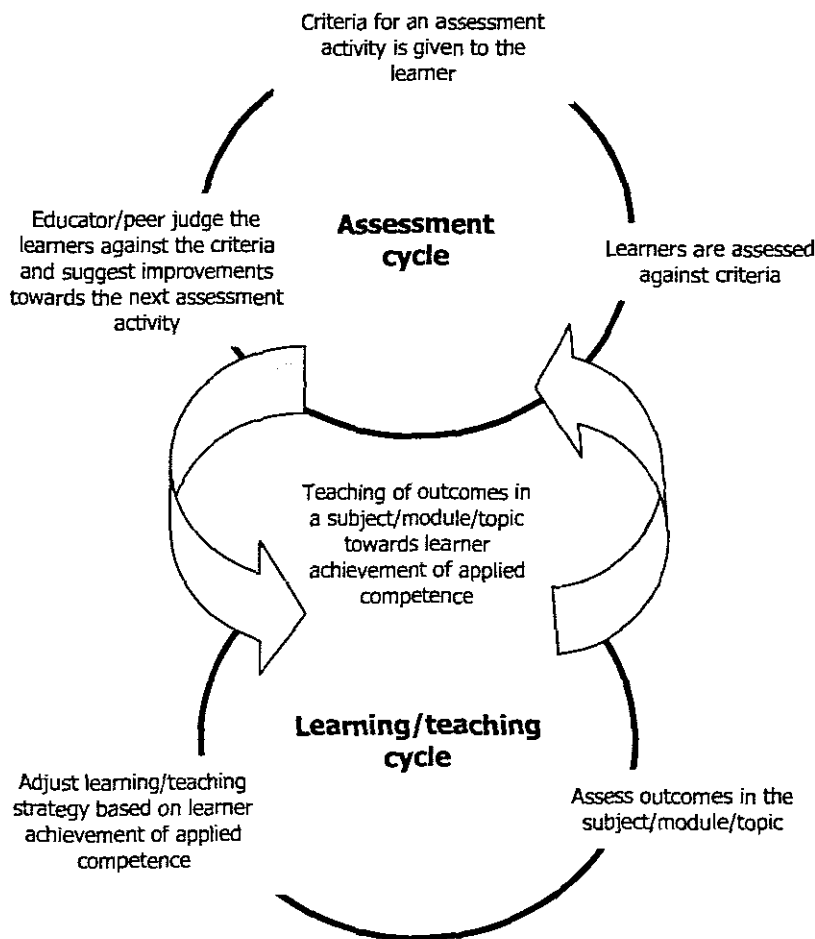 Criteria for an assessment
activity is given to the
learner
Educator/peer judge the
learners against the criteria
and suggest improvements
towards the next assessment
activity
Assessment
cycle
Learners are assessed
against criteria
Teaching of outcomes in
a subject/module/topic
towards learner
achievement of applied
competence
Learning/teaching
cycle
Adjust learning/teaching
strategy based on learner
achievement of applied
competence
Assess outcomes in the
subject/module/topic